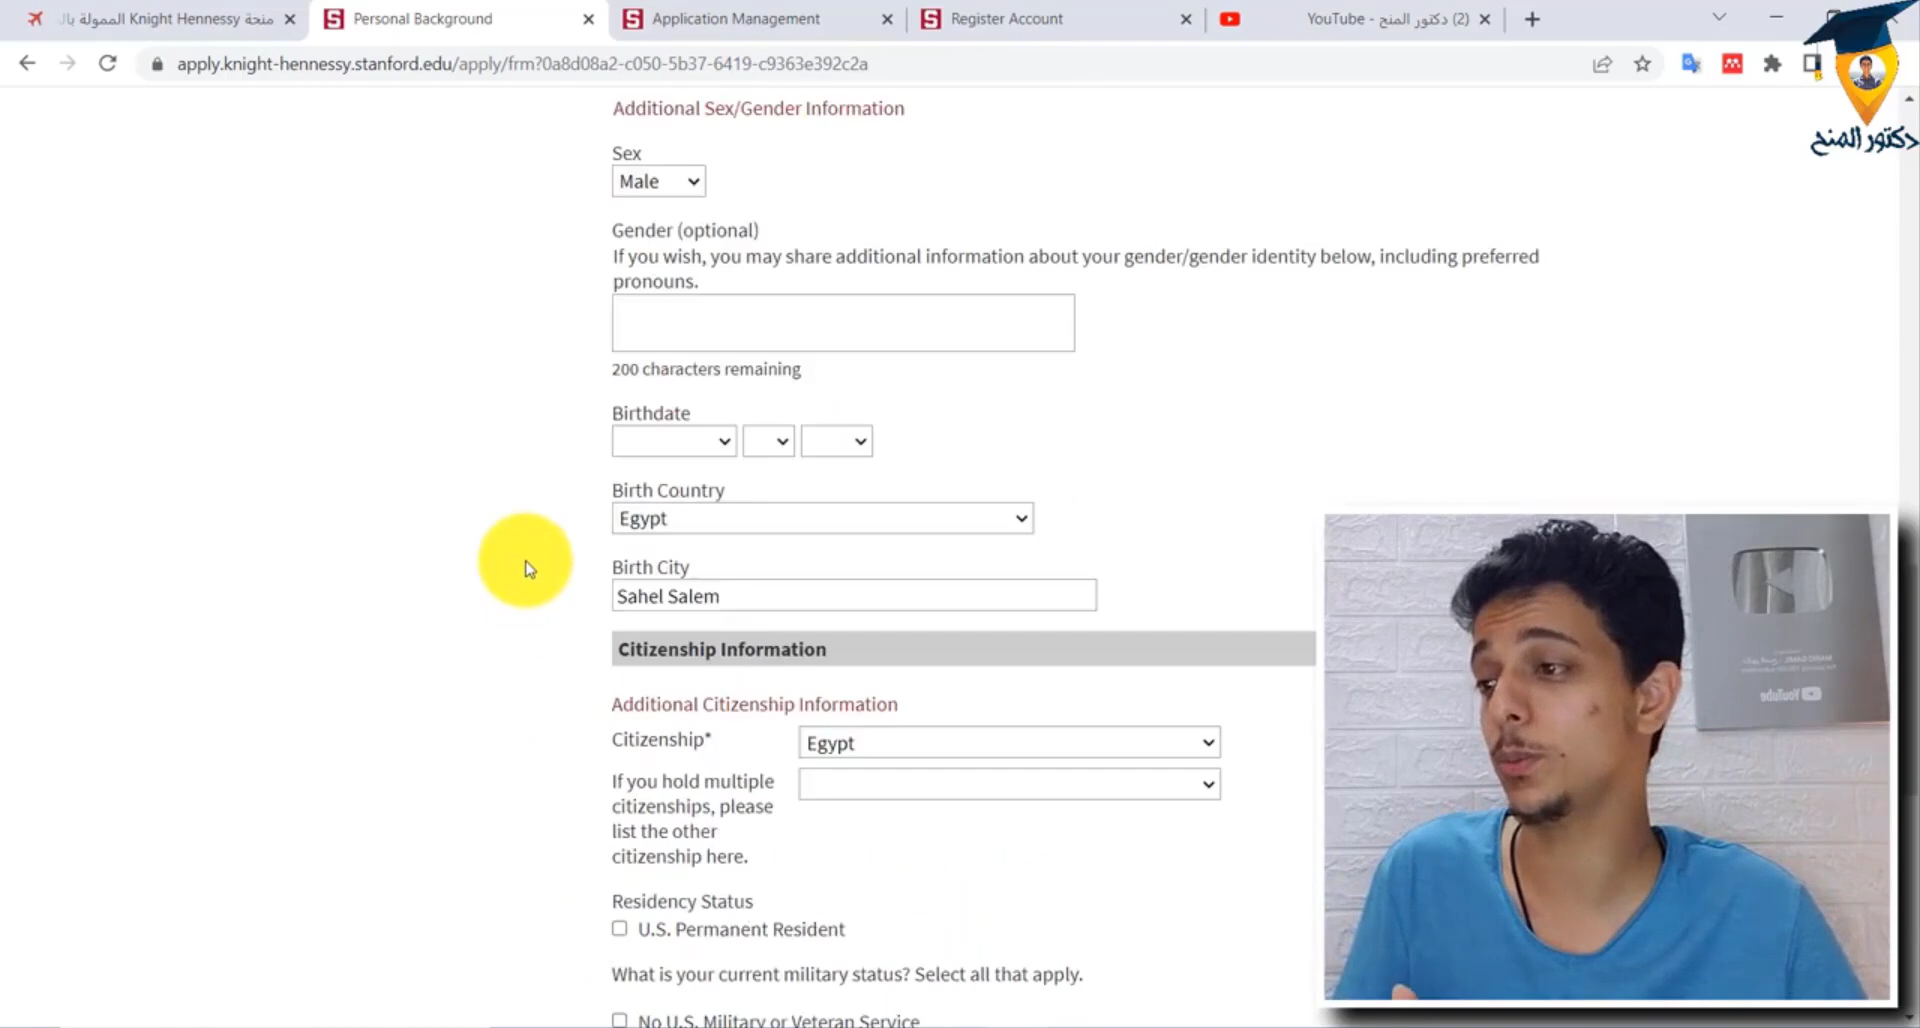 منحة Knight Hennessy الممولة بال
Personal Background
Application Management
Register Account
(2) دكتور المنح - YouTube
apply.knight-hennessy.stanford.edu/apply/frm?0a8d08a2-c050-5b37-6419-c9363e392c2a
دكتور المنح
Additional Sex/Gender Information
Sex
Male
Gender (optional)
If you wish, you may share additional information about your gender/gender identity below, including preferred
pronouns.
200 characters remaining
Birthdate
Birth Country
Egypt
Birth City
Sahel Salem
Citizenship Information
Additional Citizenship Information
Citizenship*
Egypt
If you hold multiple
citizenships, please
list the other
citizenship here.
Residency Status
U.S. Permanent Resident
What is your current military status? Select all that apply.
No U.S. Military or Veteran Service
YouTube